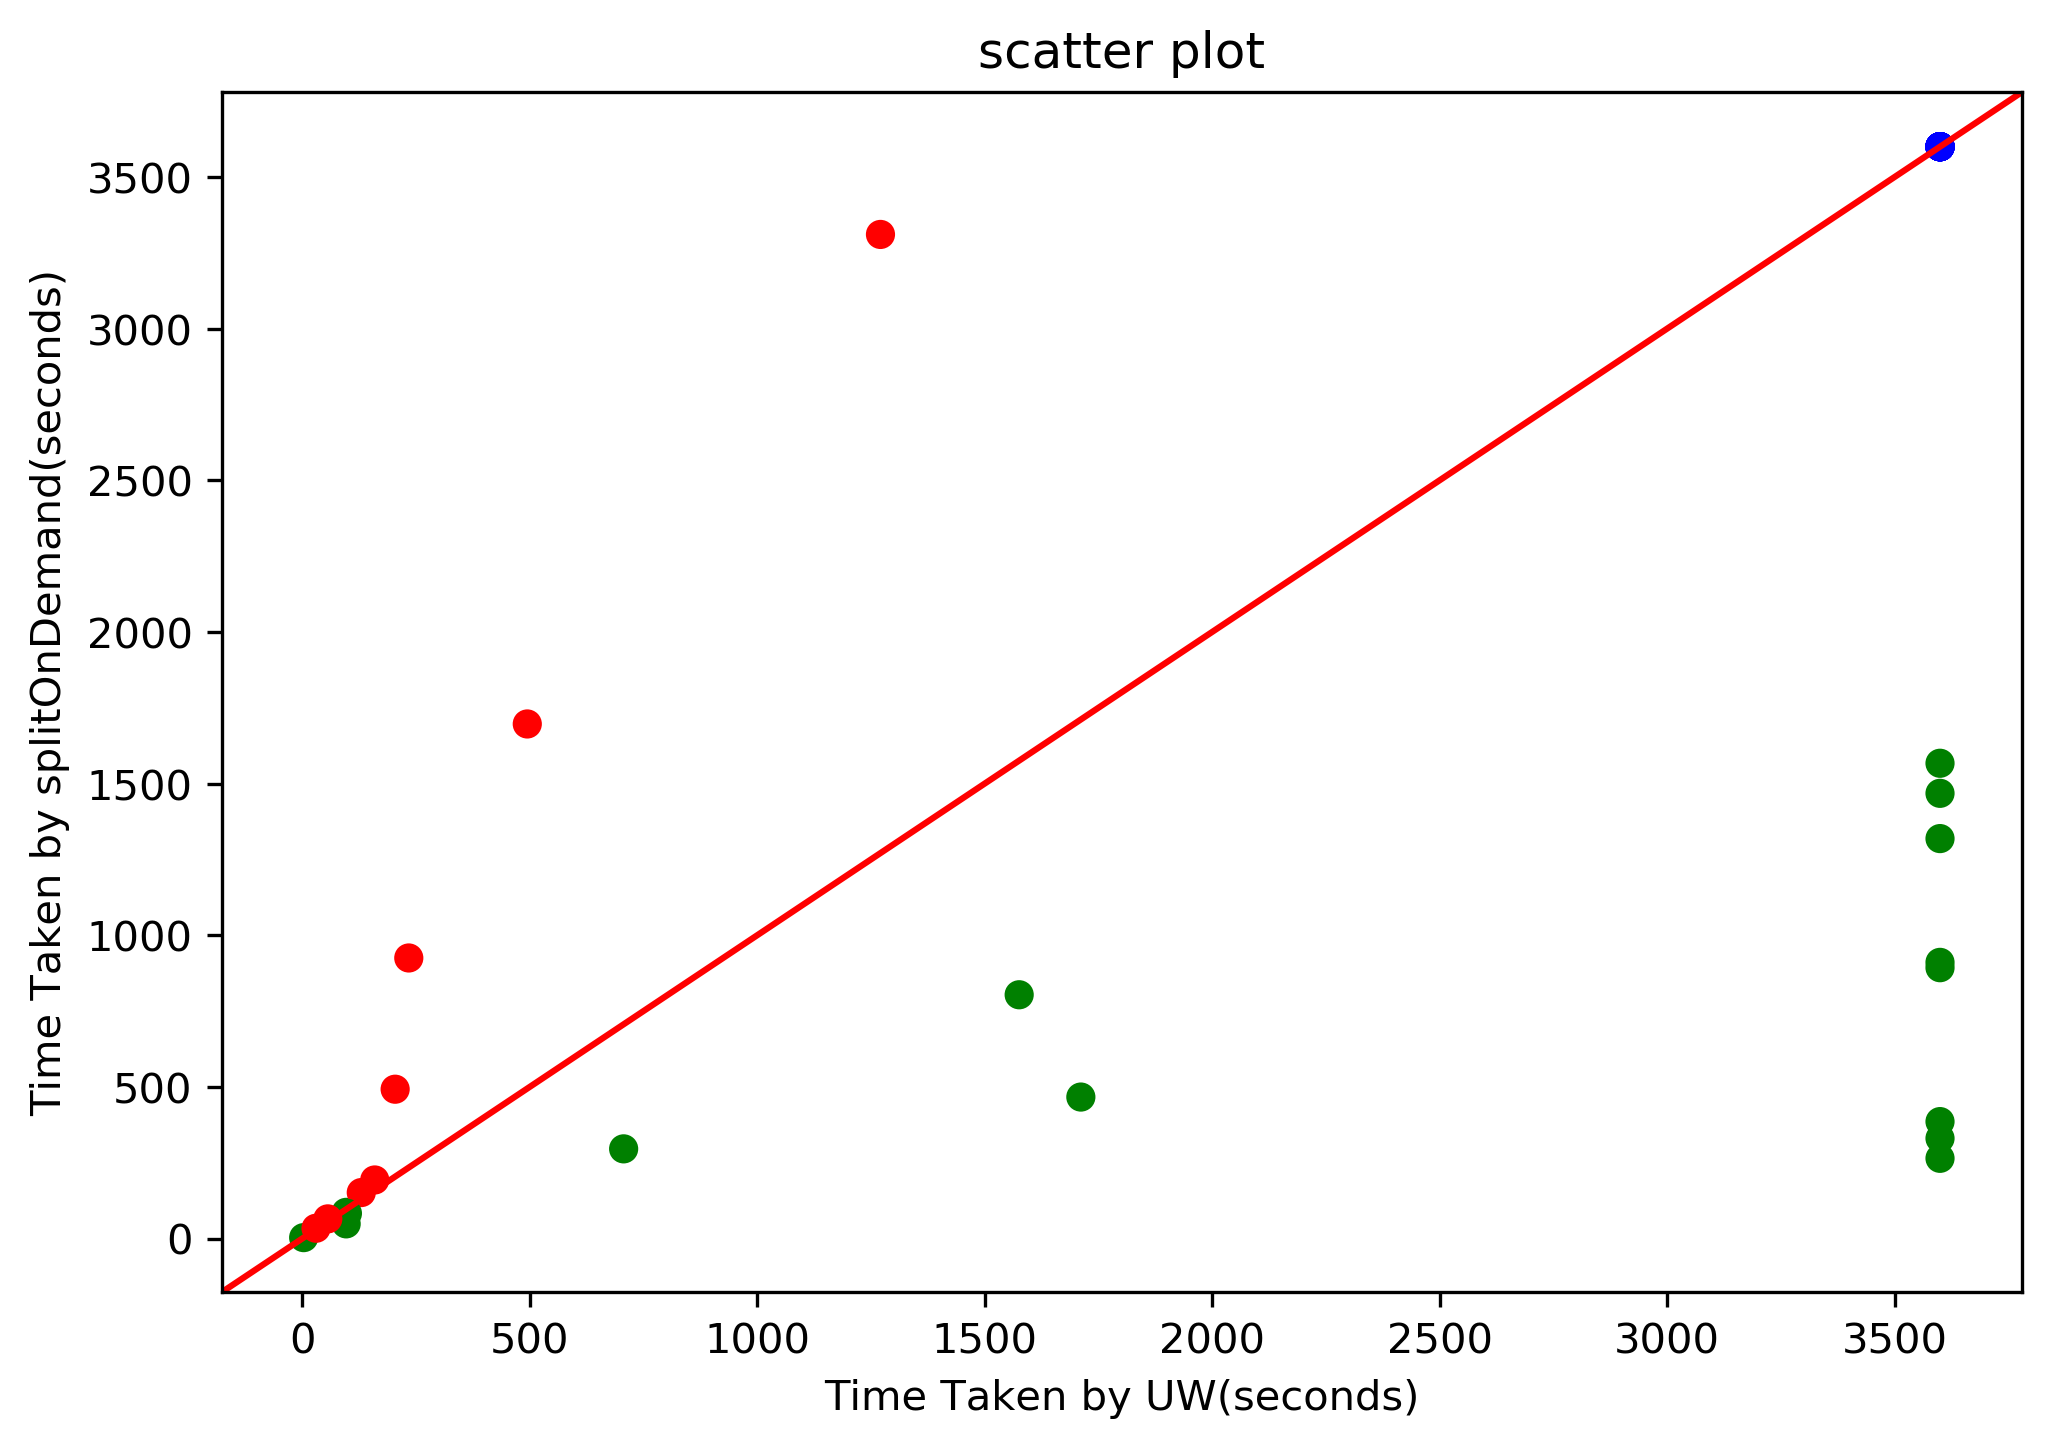 scatter plot
Time Taken by splitOnDemand(seconds)
3500
3000
2500
2000
1500
1000
500
0
0 500 1000 1500 2000 2500 3000 3500
Time Taken by UW(seconds)